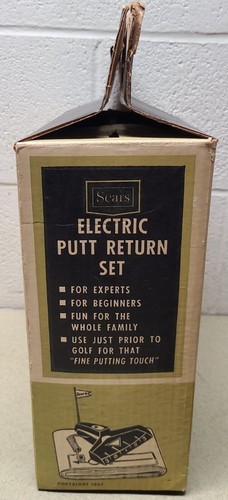 Sears
ELECTRIC
PUTT RETURN
SET
■ FOR EXPERTS
■ FOR BEGINNERS
■ FUN FOR THE
WHOLE FAMILY
■ USE JUST PRIOR TO
GOLF FOR THAT
"FINE PUTTING TOUCH"